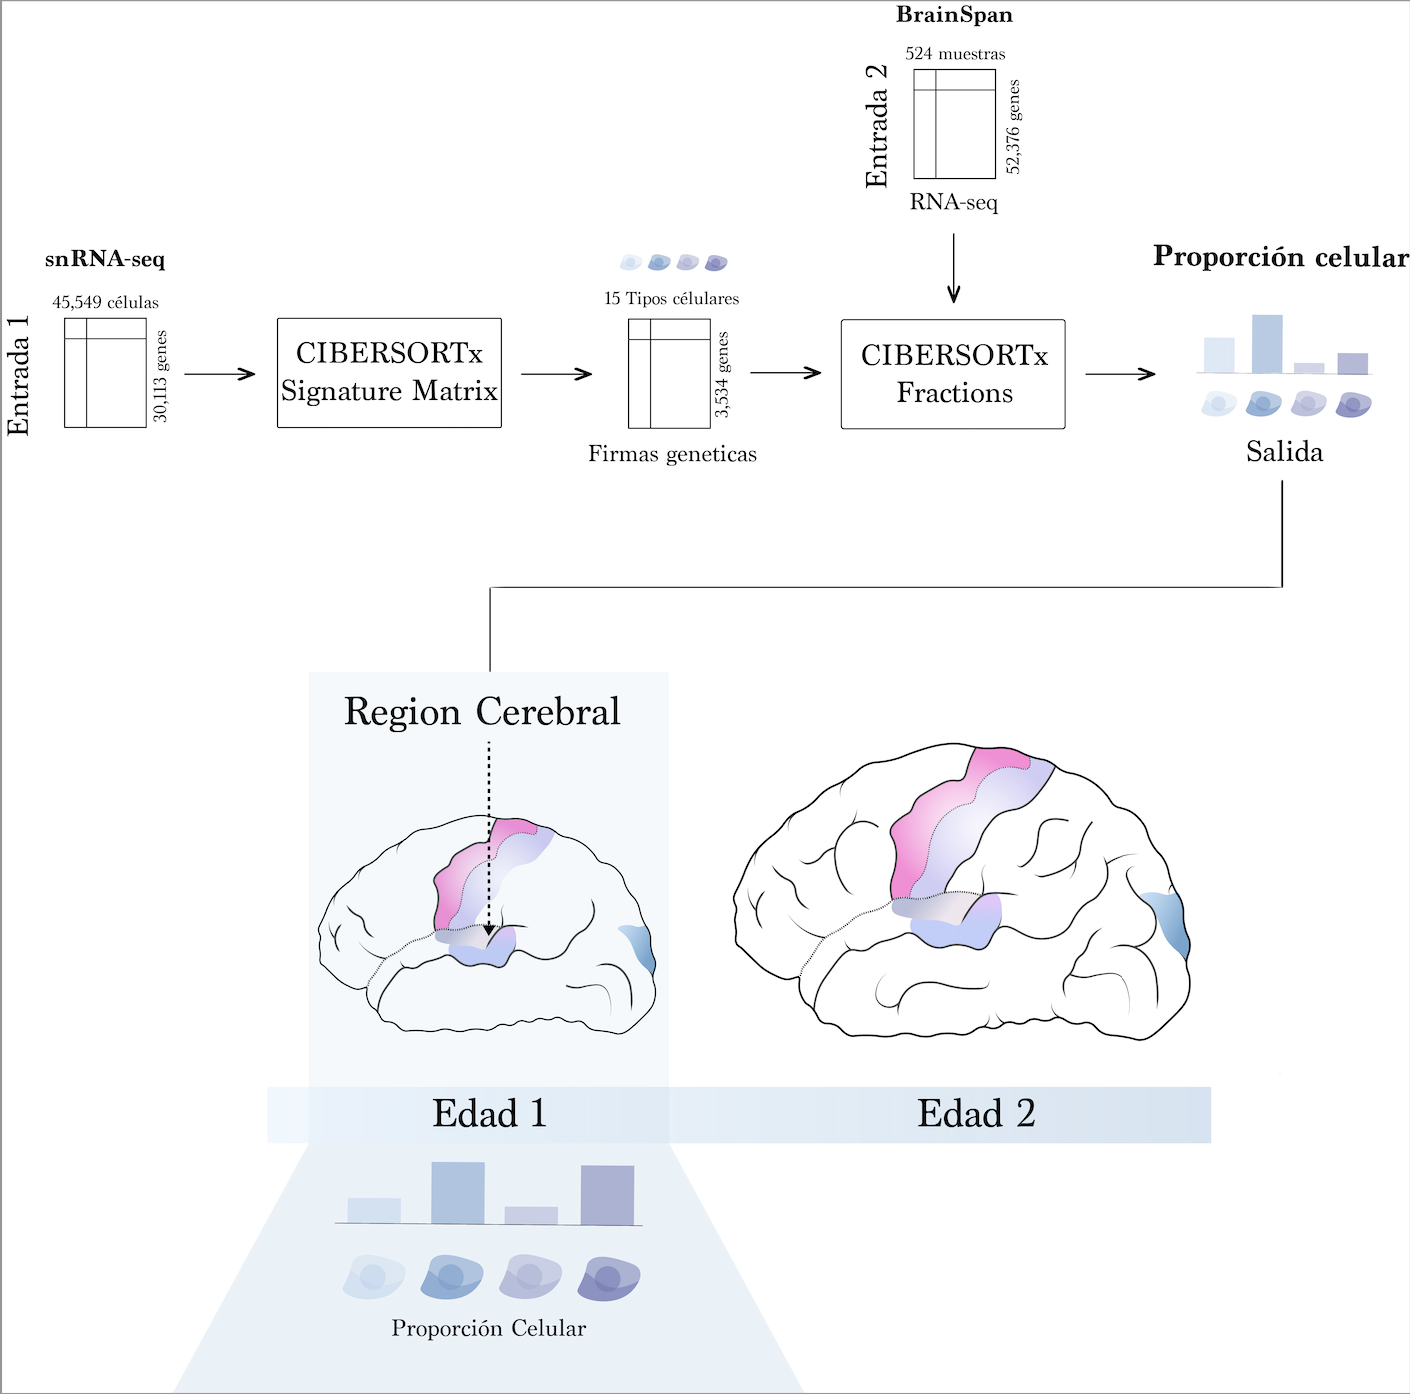 BrainSpan
524 muestras
Entrada 2
52,376 genes
RNA-seq
snRNA-seq
45,549 células
Entrada 1
30,113 genes
CIBERSORTx
Signature Matrix
15 Tipos célulares
3,534 genes
Firmas geneticas
CIBERSORTx
Fractions
Proporción celular
Salida
Region Cerebral
Edad 1
Edad 2
Proporción Celular